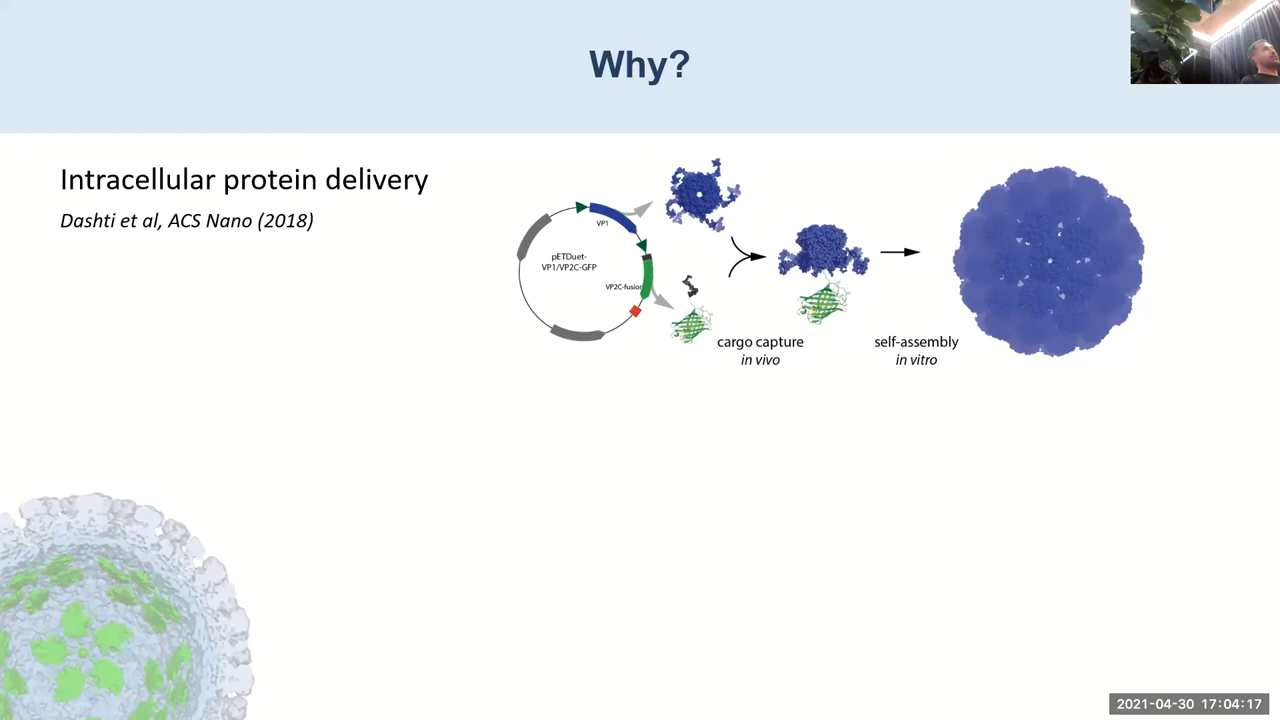 Why?
Intracellular protein delivery
Dashti et al, ACS Nano (2018)
VP1
pETDuet-
VP1/VP2C-GFP
VP2C-fusion
cargo capture
in vivo
self-assembly
in vitro
2021-04-30 17:04:17